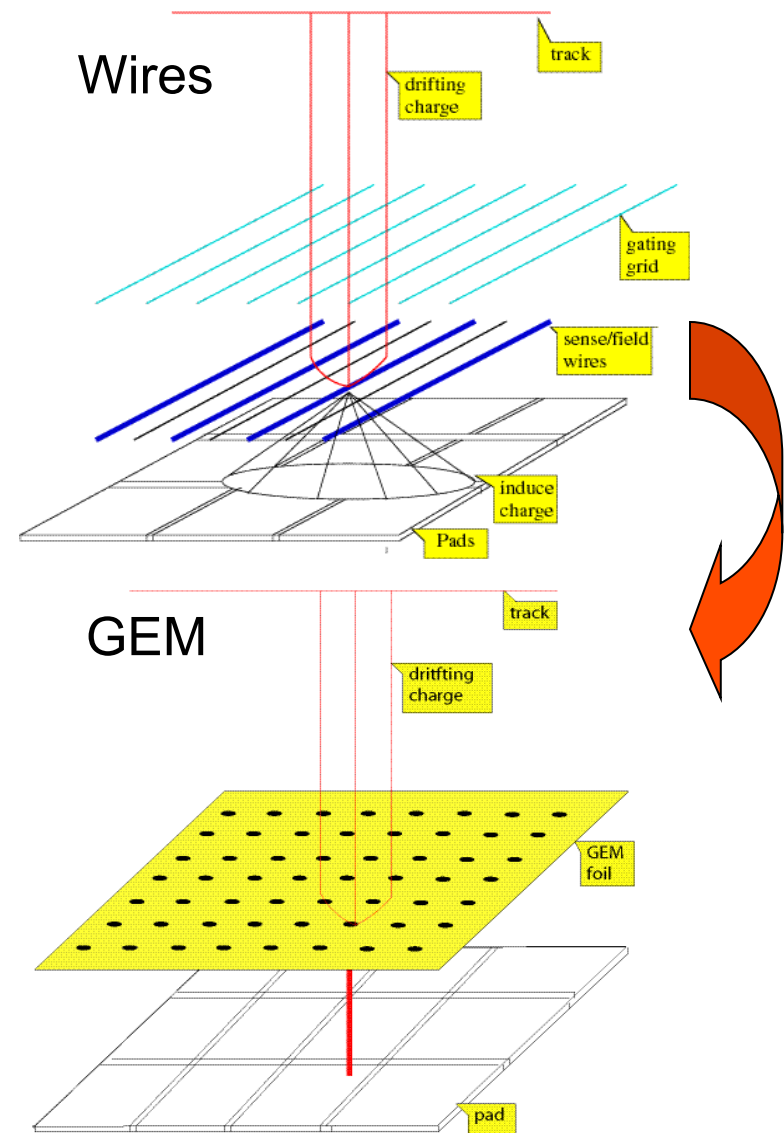 Wires
track
drifting
charge
gating
grid
sense/field
wires
induce
charge
Pads
GEM
track
dritfting
charge
GEM
foil
pad